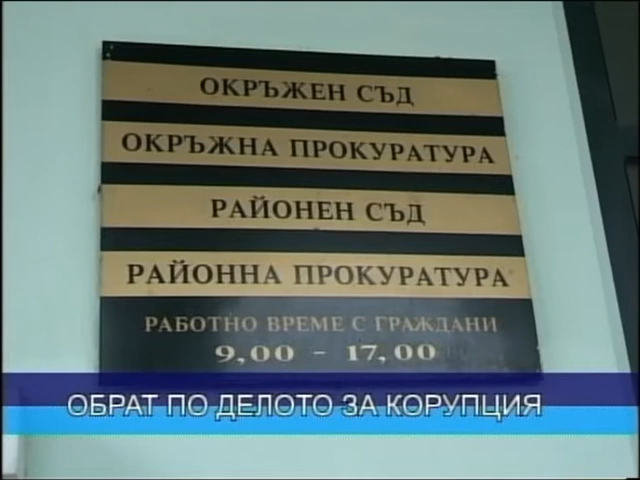 ОКРЪЖЕН СЪД
ОКРЪЖНА ПРОКУРАТУРА
РАЙОНЕН СЪД
РАЙОННА ПРОКУРАТУРА
РАБОТНО ВРЕМЕ С ГРАЖДАНИ
9,00 - 17,00
ОБРАТ ПО ДЕЛОТО ЗА КОРУПЦИЯ